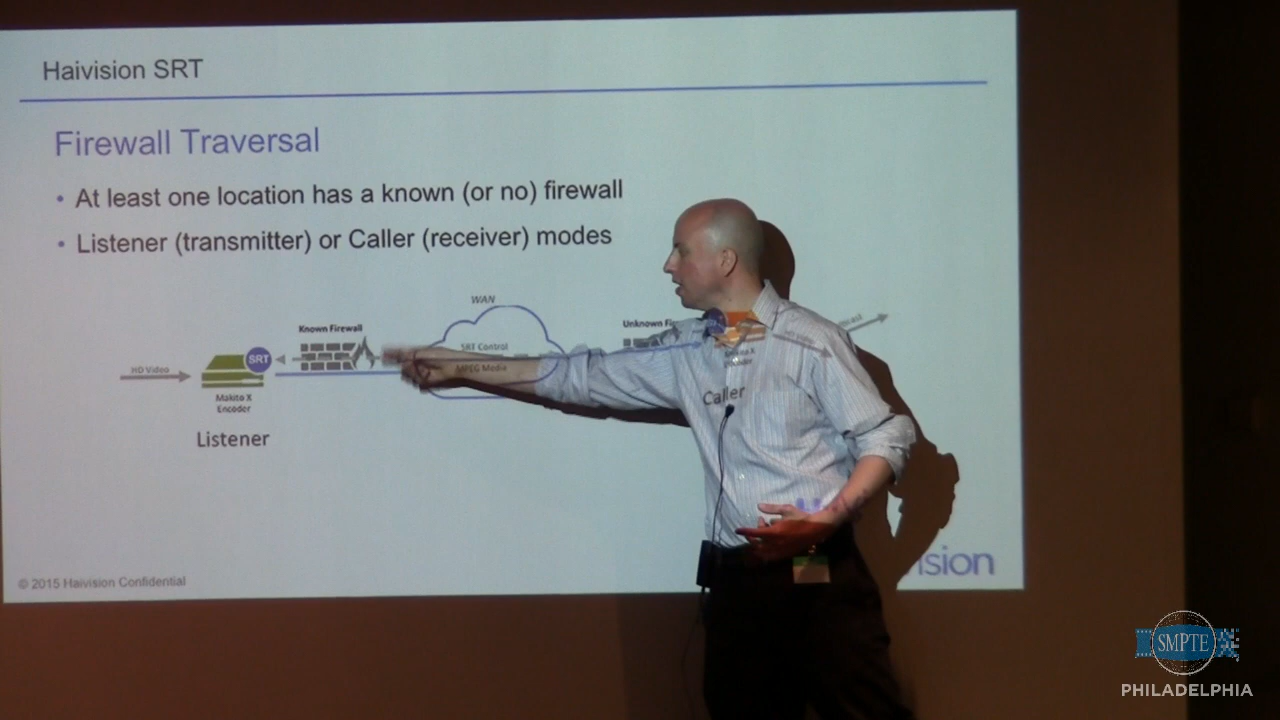 Haivision SRT
Firewall Traversal
• At least one location has a known (or no) firewall
• Listener (transmitter) or Caller (receiver) modes
WAN
Known Firewall
Unknown
SRT Control
MPEG Media
HD Video
SRT
Makito X
Encoder
Caller
Listener
© 2015 Haivision Confidential
ision
SMPTE
PHILADELPHIA